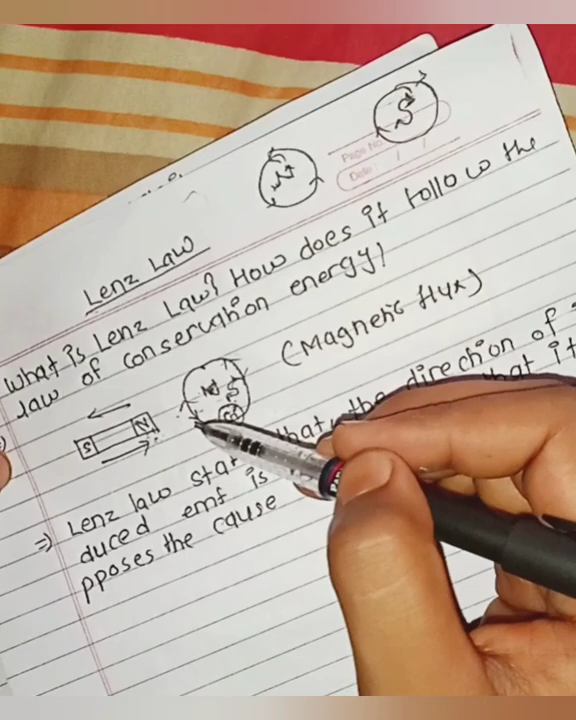 N
S
Page No.
Date / /
Lenz Law
What is Lenz Law? How does it follow the
law of conservation energy?
(Magnetic flux)
S N N S
⇒ Lenz law that the direction of
duced emf is that it
pposes the cause